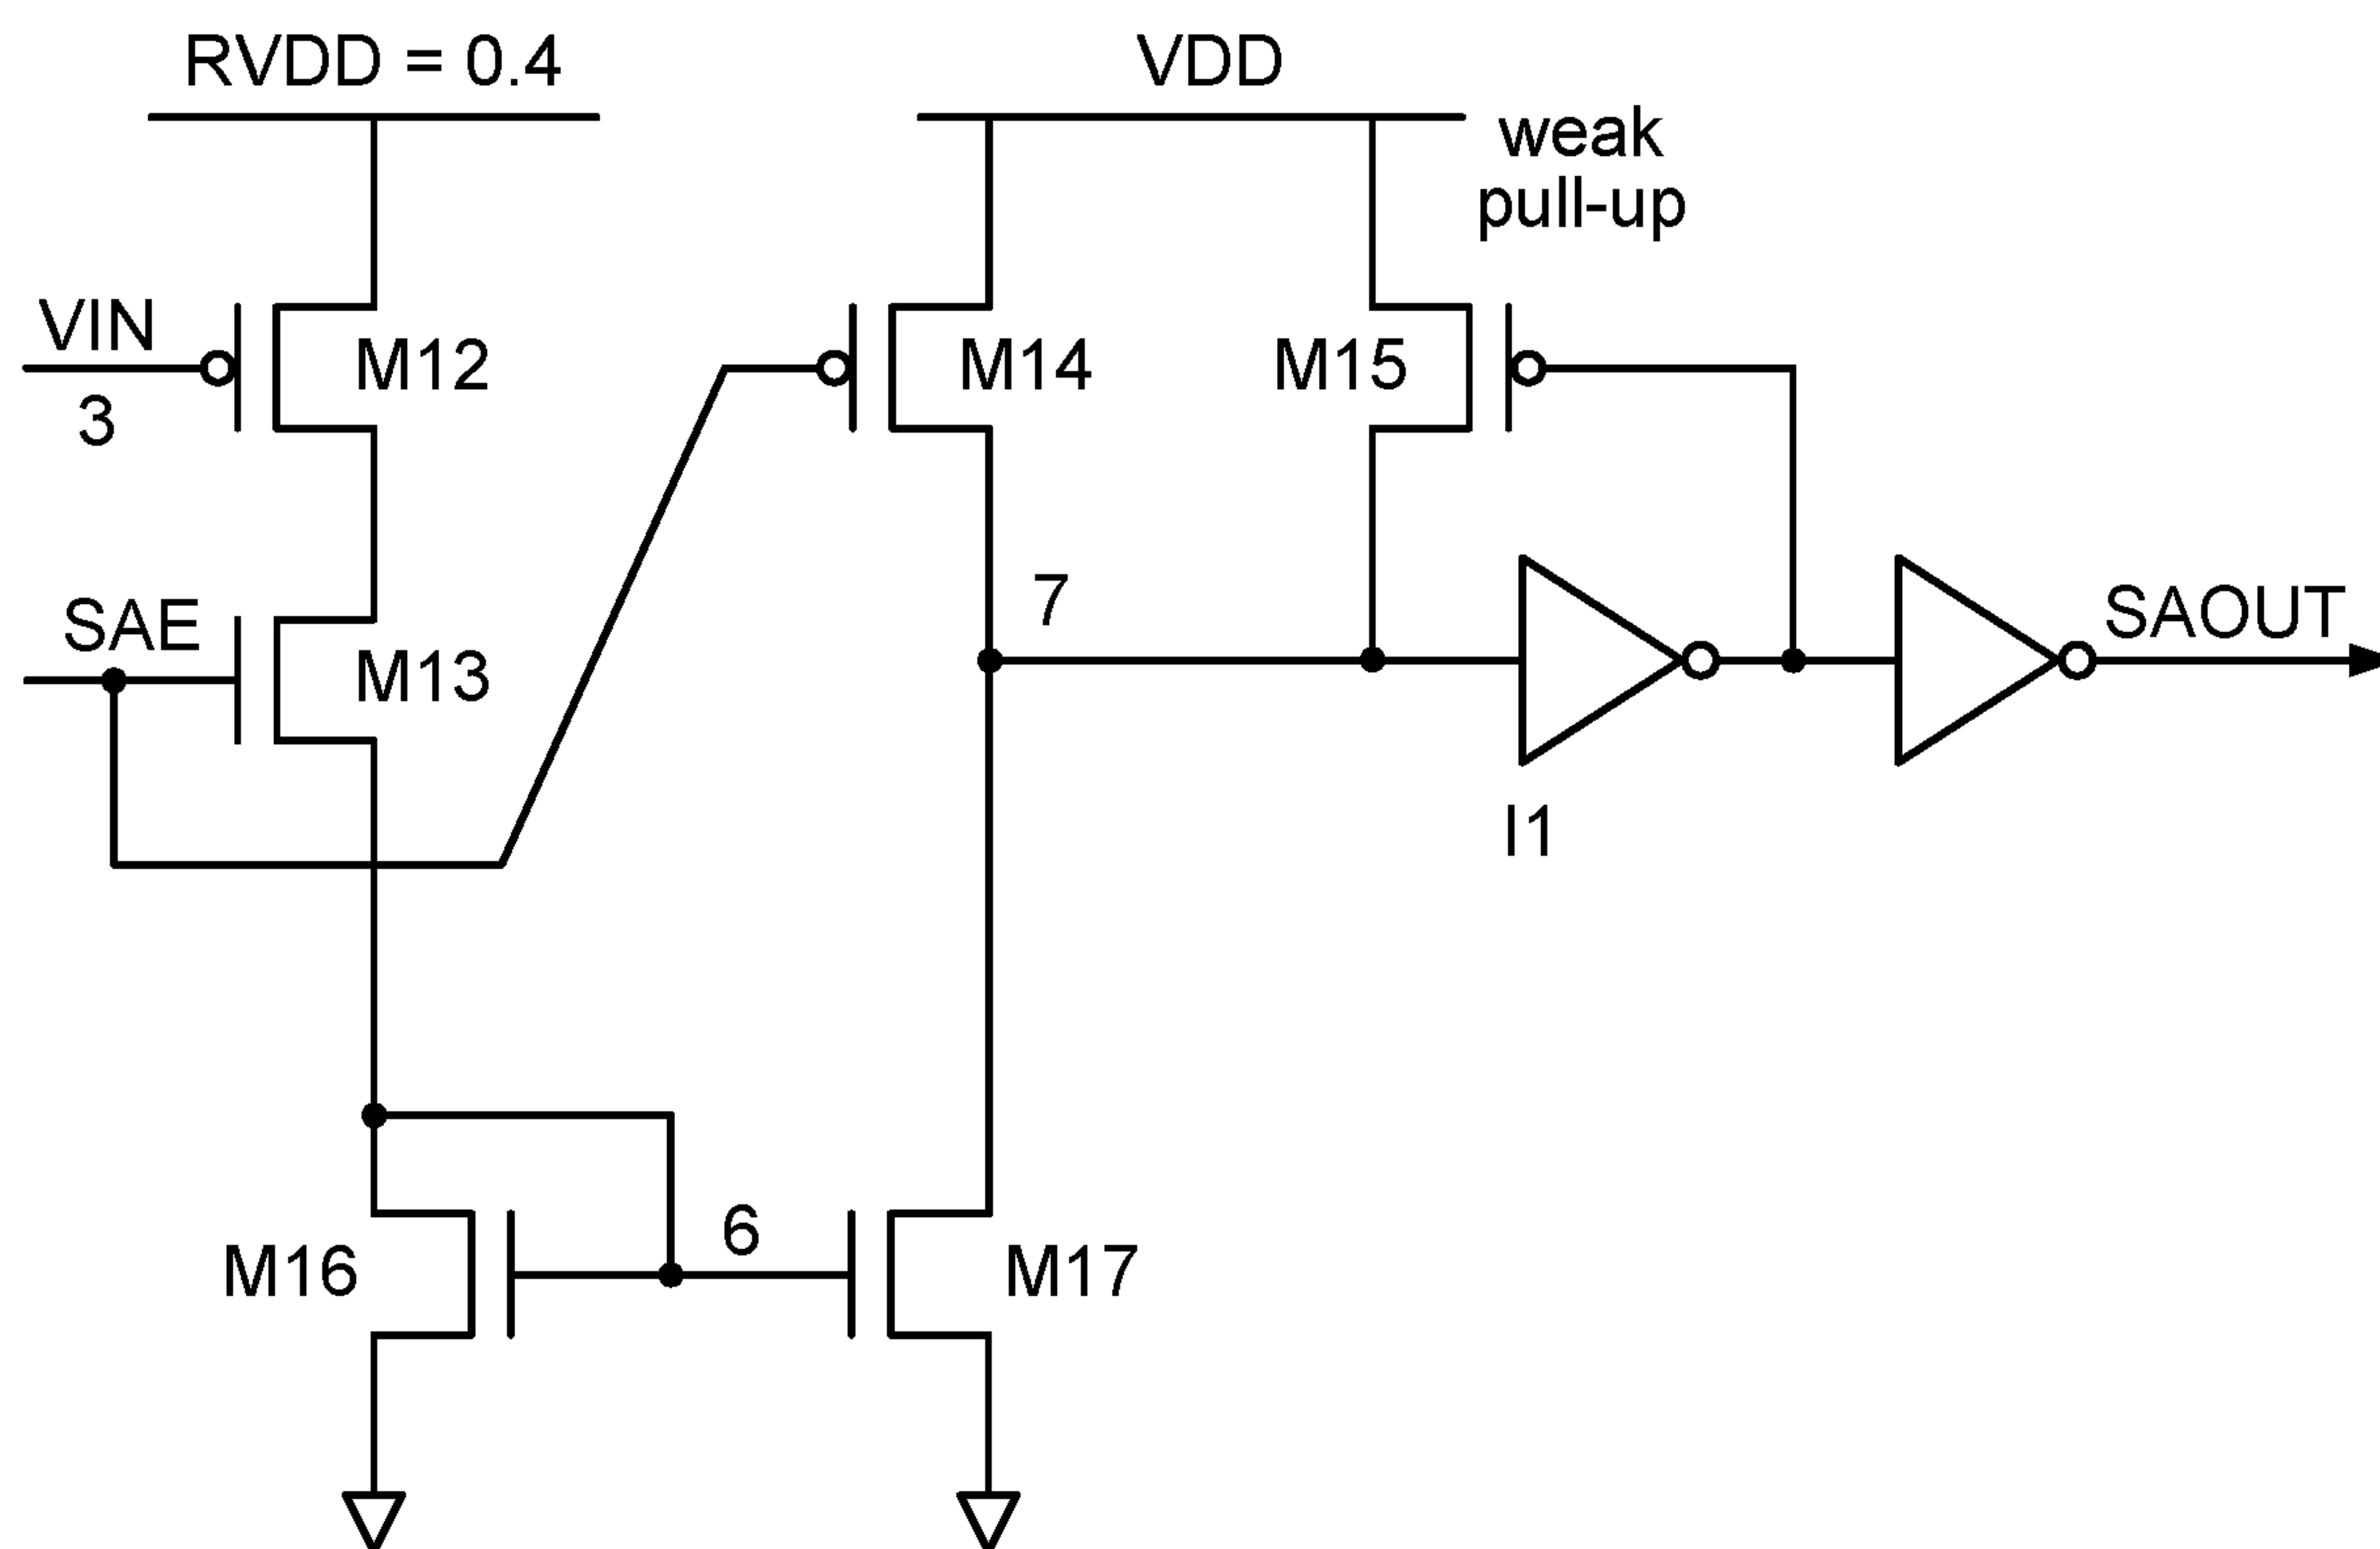 RVDD = 0.4
VDD
weak
pull-up
VIN
3
M12
M14
M15
SAE
M13
7
SAOUT
I1
M16
6
M17